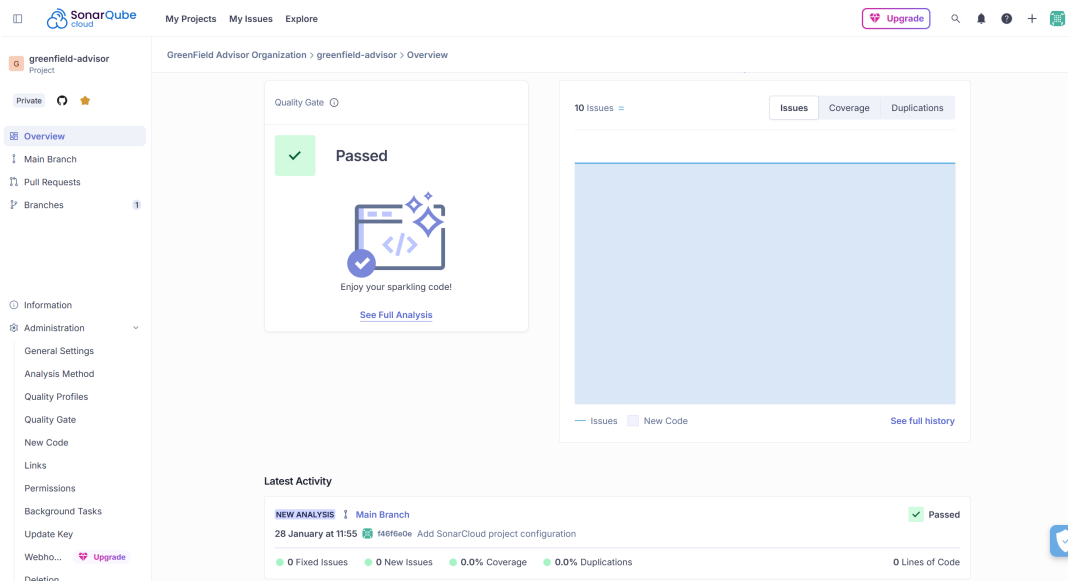 SonarQube cloud My Projects My Issues Explore Upgrade
G greenfield-advisor
Project
Private
Overview
Main Branch
Pull Requests
Branches 1
Information
Administration
General Settings
Analysis Method
Quality Profiles
Quality Gate
New Code
Links
Permissions
Background Tasks
Update Key
Webho... Upgrade
Deletion
GreenField Advisor Organization > greenfield-advisor > Overview
Quality Gate
Passed
</>
Enjoy your sparkling code!
See Full Analysis
10 Issues = Issues Coverage Duplications
Issues New Code See full history
Latest Activity
NEW ANALYSIS Main Branch Passed
28 January at 11:55 f46f6e0e Add SonarCloud project configuration
0 Fixed Issues 0 New Issues 0.0% Coverage 0.0% Duplications 0 Lines of Code